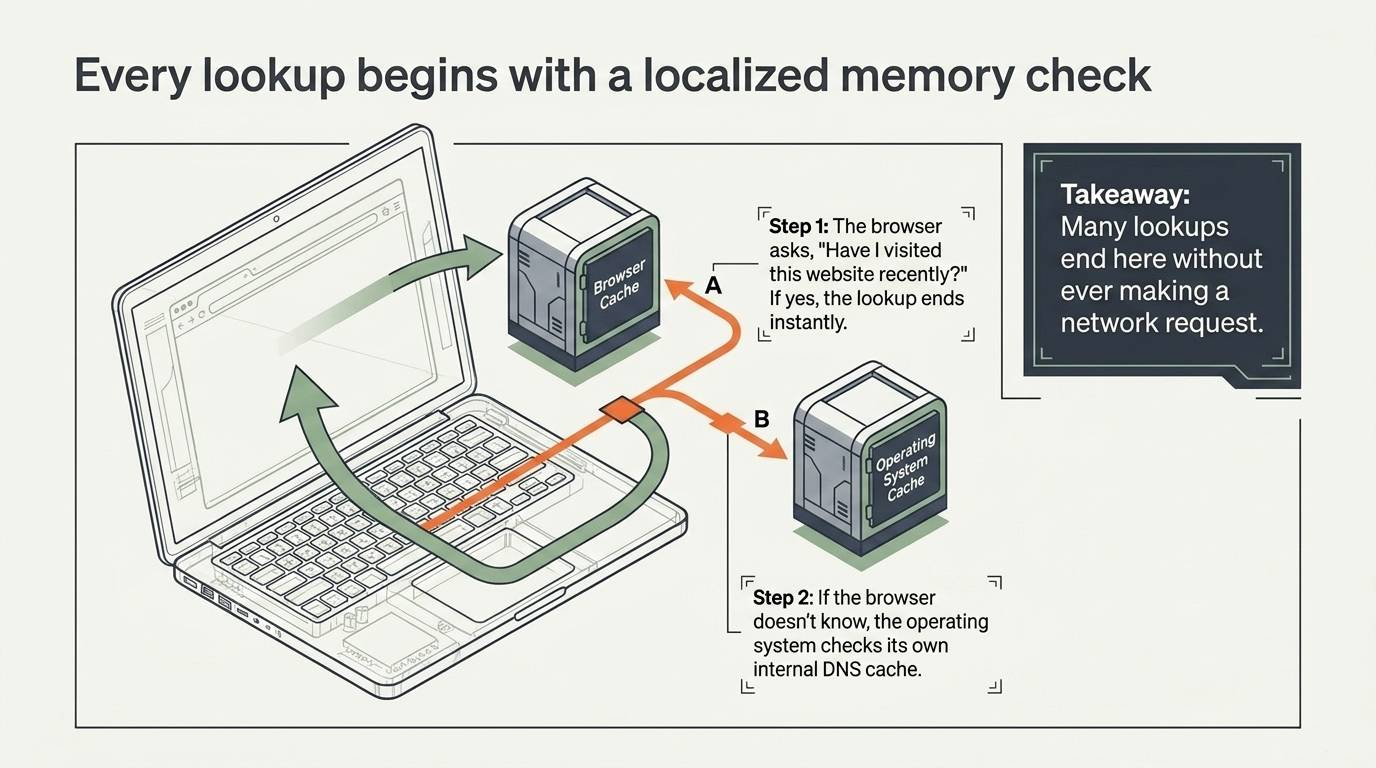 Every lookup begins with a localized memory check
Browser
Cache
A
Step 1: The browser
asks, "Have I visited
this website recently?"
If yes, the lookup ends
instantly.
Takeaway:
Many lookups
end here without
ever making a
network request.
B
Operating
System
Cache
Step 2: If the browser
doesn't know, the operating
system checks its own
internal DNS cache.